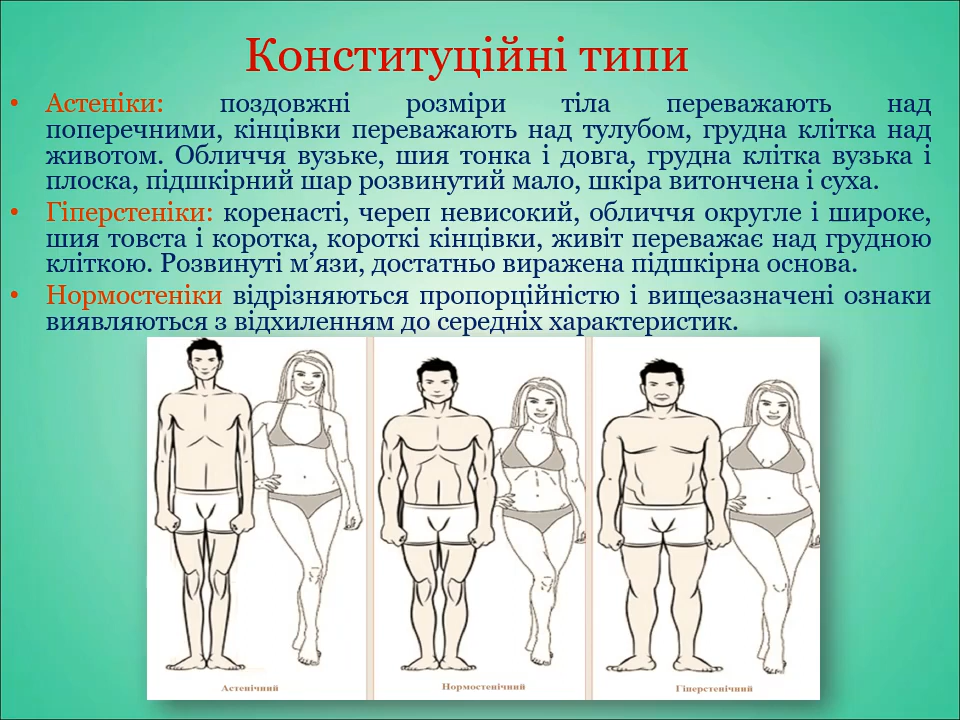 Конституційні типи
• Астеніки: поздовжні розміри тіла переважають над
поперечними, кінцівки переважають над тулубом, грудна клітка над
животом. Обличчя вузьке, шия тонка і довга, грудна клітка вузька і
плоска, підшкірний шар розвинутий мало, шкіра витончена і суха.
• Гіперстеніки: коренасті, череп невисокий, обличчя округле і широке,
шия товста і коротка, короткі кінцівки, живіт переважає над грудною
кліткою. Розвинуті м’язи, достатньо виражена підшкірна основа.
• Нормостеніки відрізняються пропорційністю і вищезазначені ознаки
виявляються з відхиленням до середніх характеристик.
Астенічний
Нормостенічний
Гіперстенічний